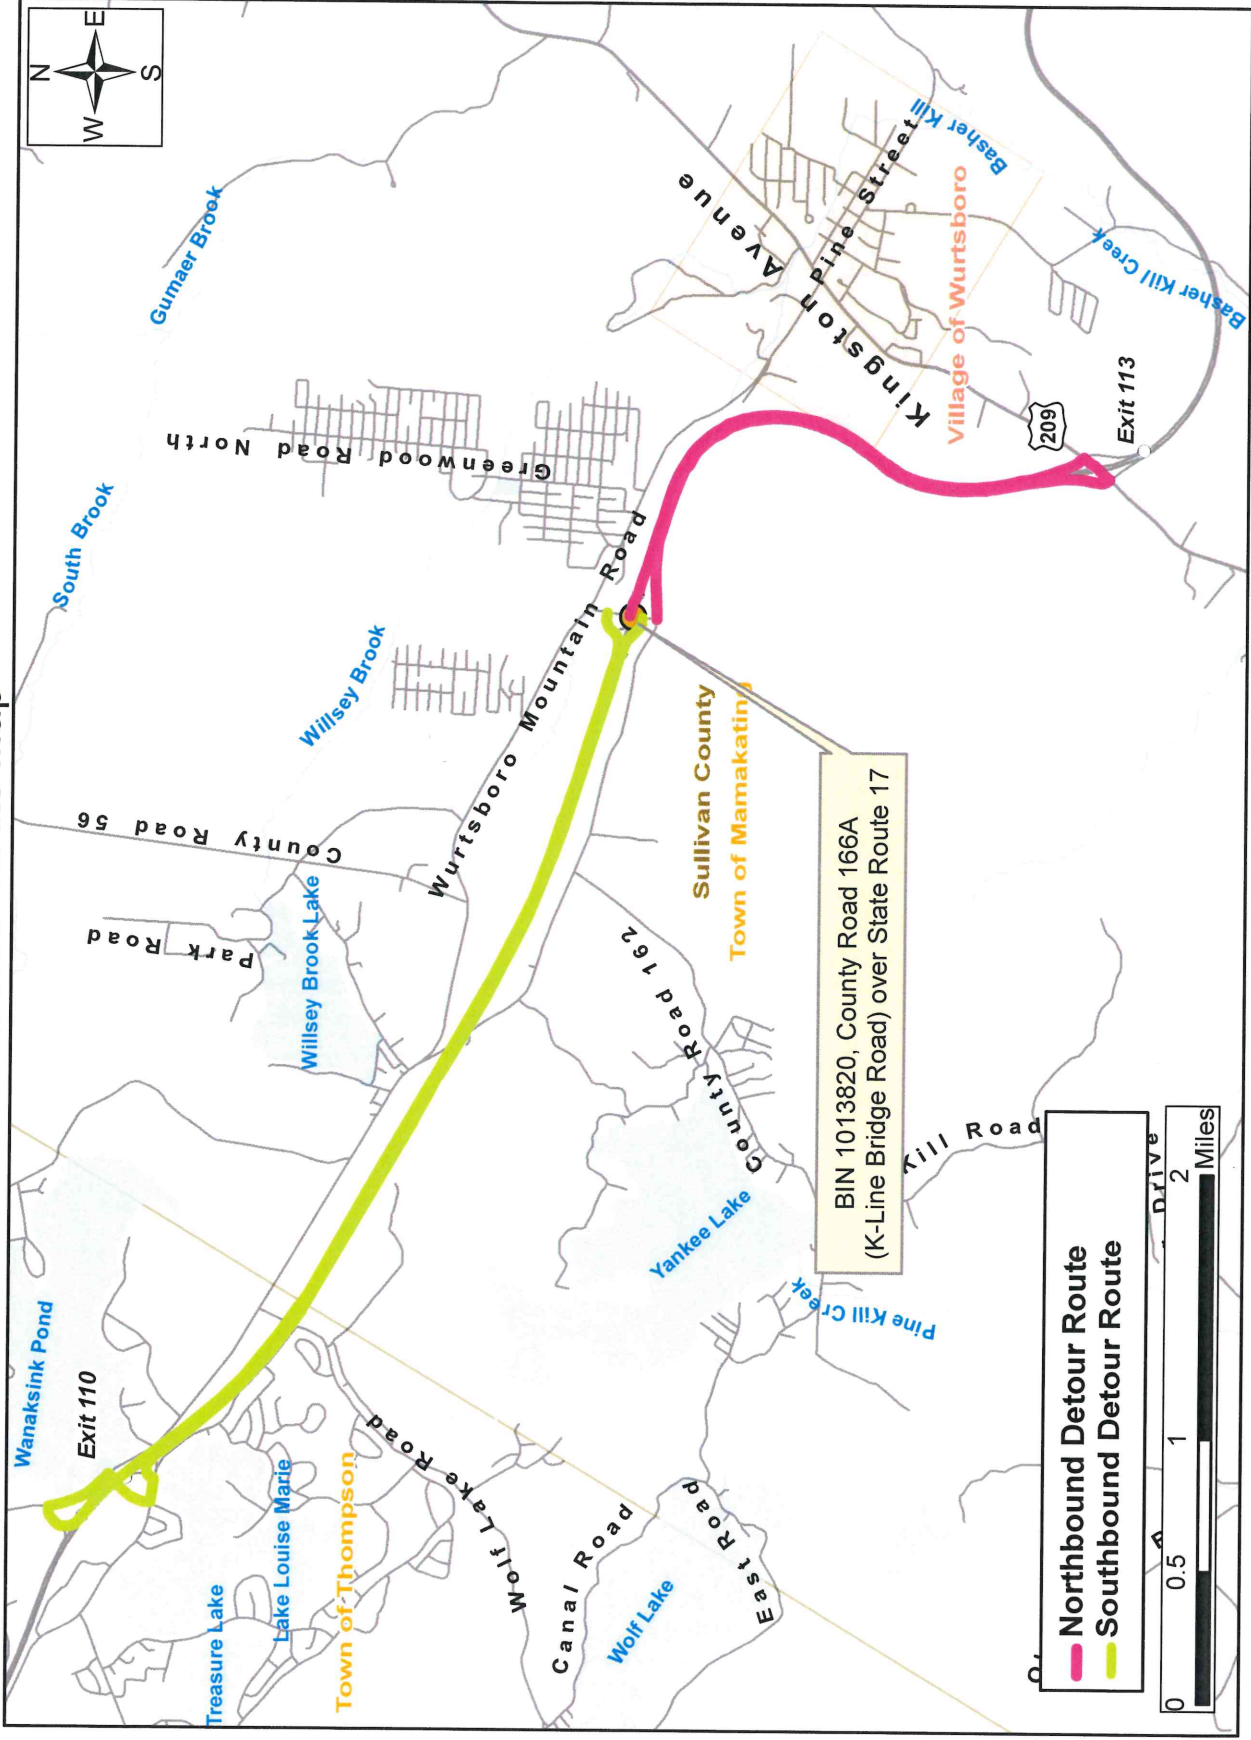 N
E
S
W
Wanaksink Pond
Exit 110
Treasure Lake
Lake Louise Marie
Town of Thompson
Wolf Lake Road
Canal Road
Wolf Lake
East Road
Park Road
County Road 56
Willsey Brook Lake
Willsey Brook
South Brook
Gumaer Brook
Greenwood Road North
Wurtsboro Mountain Road
Sullivan County
Town of Mamakating
County Road 162
Yankee Lake
Pine Kill Creek
Kill Road
Drive
Kingston Avenue
Pine Street
Basher Kill
Village of Wurtsboro
Basher Kill Creek
209
Exit 113
BIN 1013820, County Road 166A
(K-Line Bridge Road) over State Route 17
Northbound Detour Route
Southbound Detour Route
0 0.5 1 2
Miles